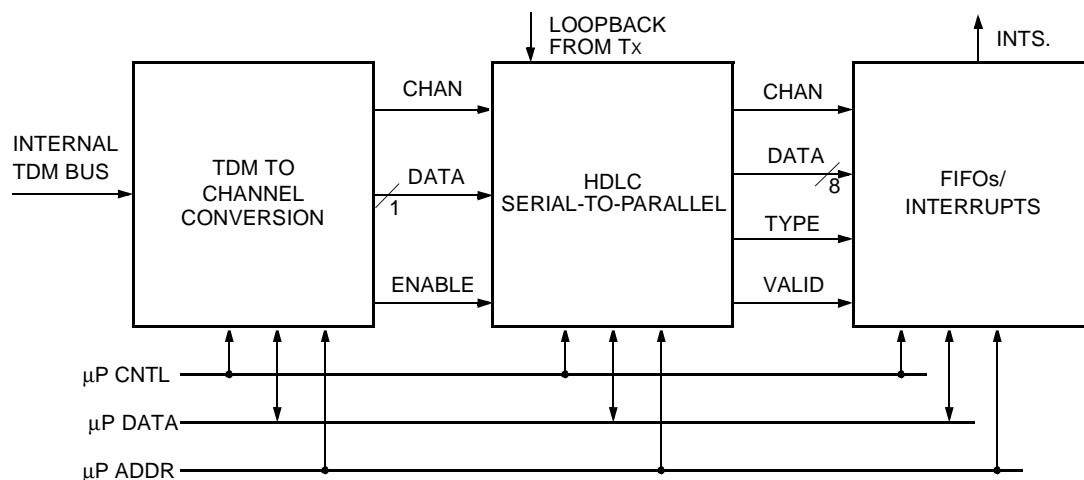 LOOPBACK
FROM TX
INTS.
INTERNAL
TDM BUS
TDM TO
CHANNEL
CONVERSION
CHAN
DATA
1
ENABLE
HDLC
SERIAL-TO-PARALLEL
CHAN
DATA
8
TYPE
VALID
FIFOs/
INTERRUPTS
µP CNTL
µP DATA
µP ADDR